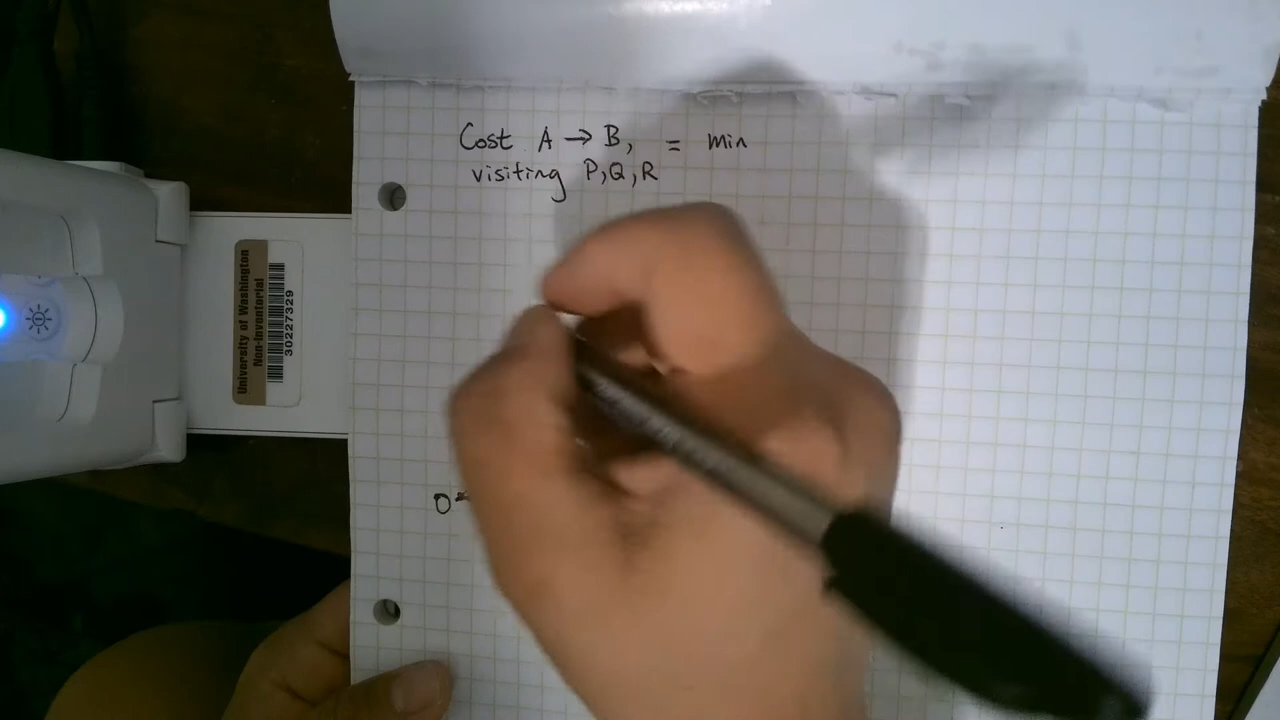 Cost A → B, = min
visiting P,Q,R
University of Washington
Non-Inventorial
30227329